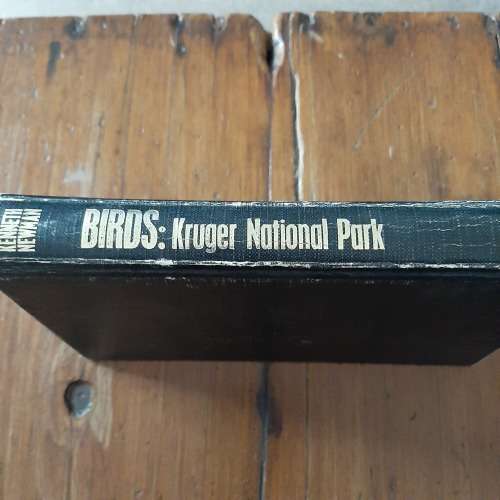 KENNETH
NEWMAN
BIRDS: Kruger National Park